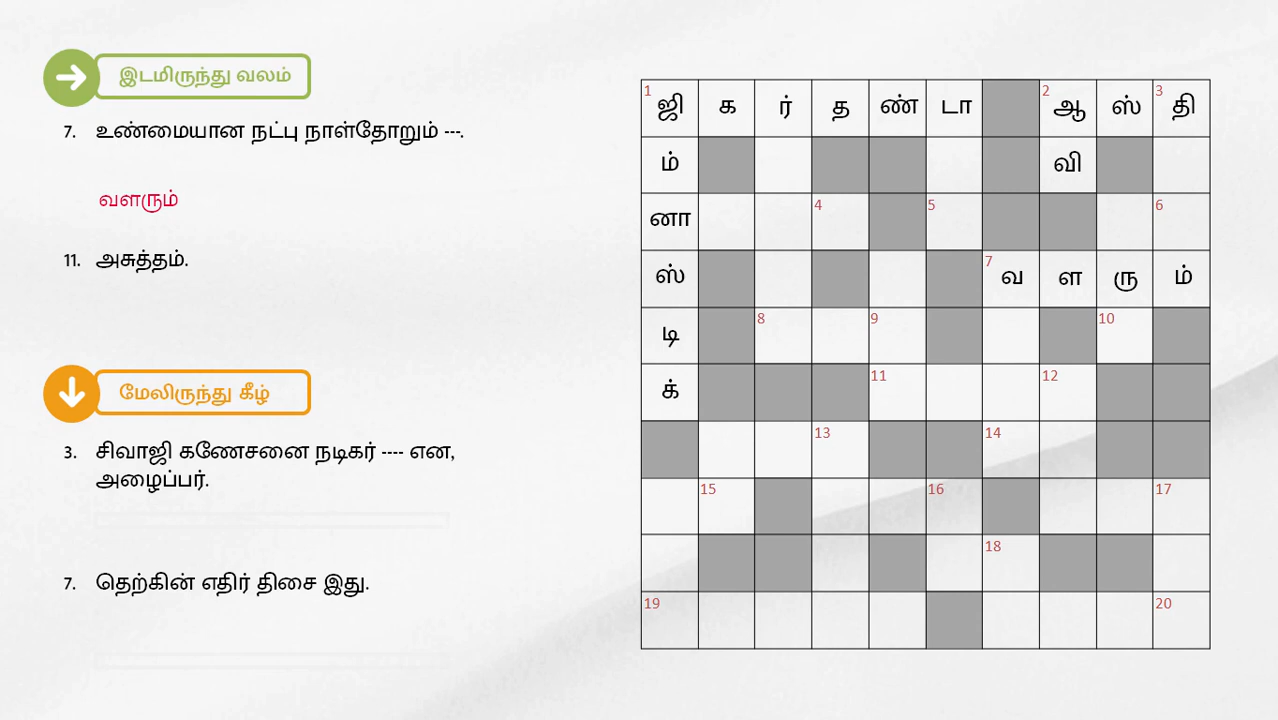 இடமிருந்து வலம்
7. உண்மையான நட்பு நாள்தோறும் ---.
வளரும்
11. அசுத்தம்.
மேலிருந்து கீழ்
3. சிவாஜி கணேசனை நடிகர் ---- என,
அழைப்பர்.
7. தெற்கின் எதிர் திசை இது.
1 ஜி க ர் த ண் டா 2 ஆ ஸ் 3 தி
ம் வி
னா 4 5 6
ஸ் 7 வ ள ரு ம்
டி 8 9 10
க் 11 12
13 14
15 16 17
18
19 20